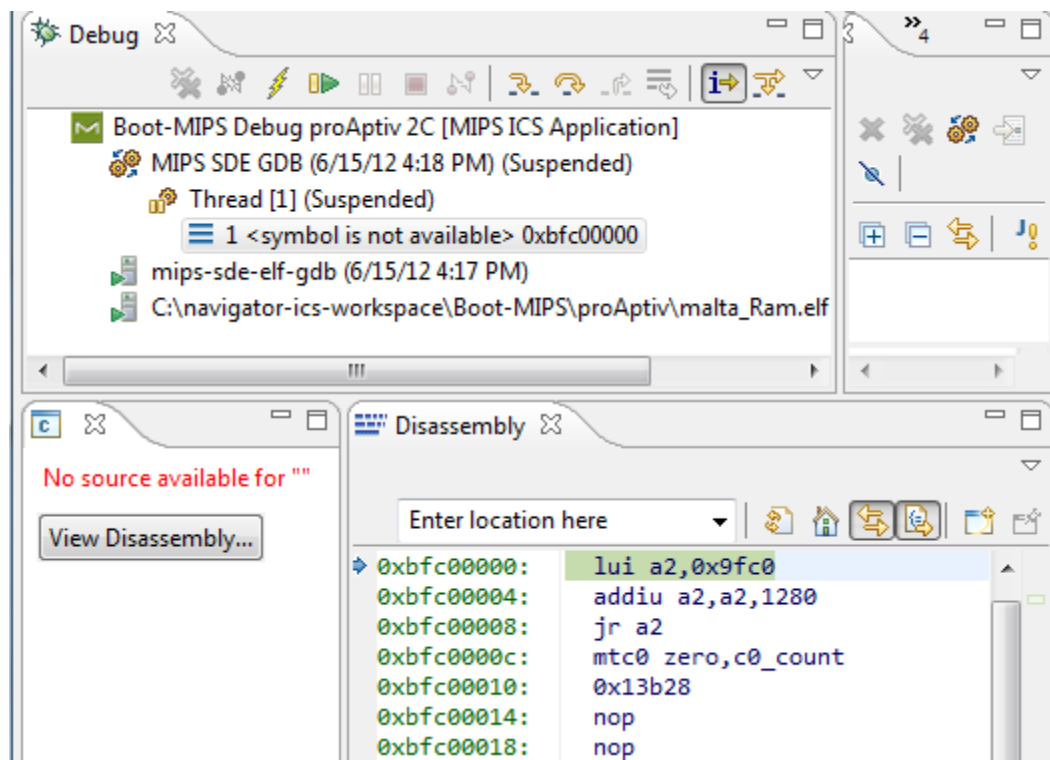 Debug
4
Boot-MIPS Debug proAptiv 2C [MIPS ICS Application]
MIPS SDE GDB (6/15/12 4:18 PM) (Suspended)
Thread [1] (Suspended)
1 <symbol is not available> 0xbfc00000
mips-sde-elf-gdb (6/15/12 4:17 PM)
C:\navigator-ics-workspace\Boot-MIPS\proAptiv\malta_Ram.elf
Disassembly
No source available for ""
View Disassembly...
Enter location here
0xbfc00000: lui a2,0x9fc0
0xbfc00004: addiu a2,a2,1280
0xbfc00008: jr a2
0xbfc0000c: mtc0 zero,c0_count
0xbfc00010: 0x13b28
0xbfc00014: nop
0xbfc00018: nop